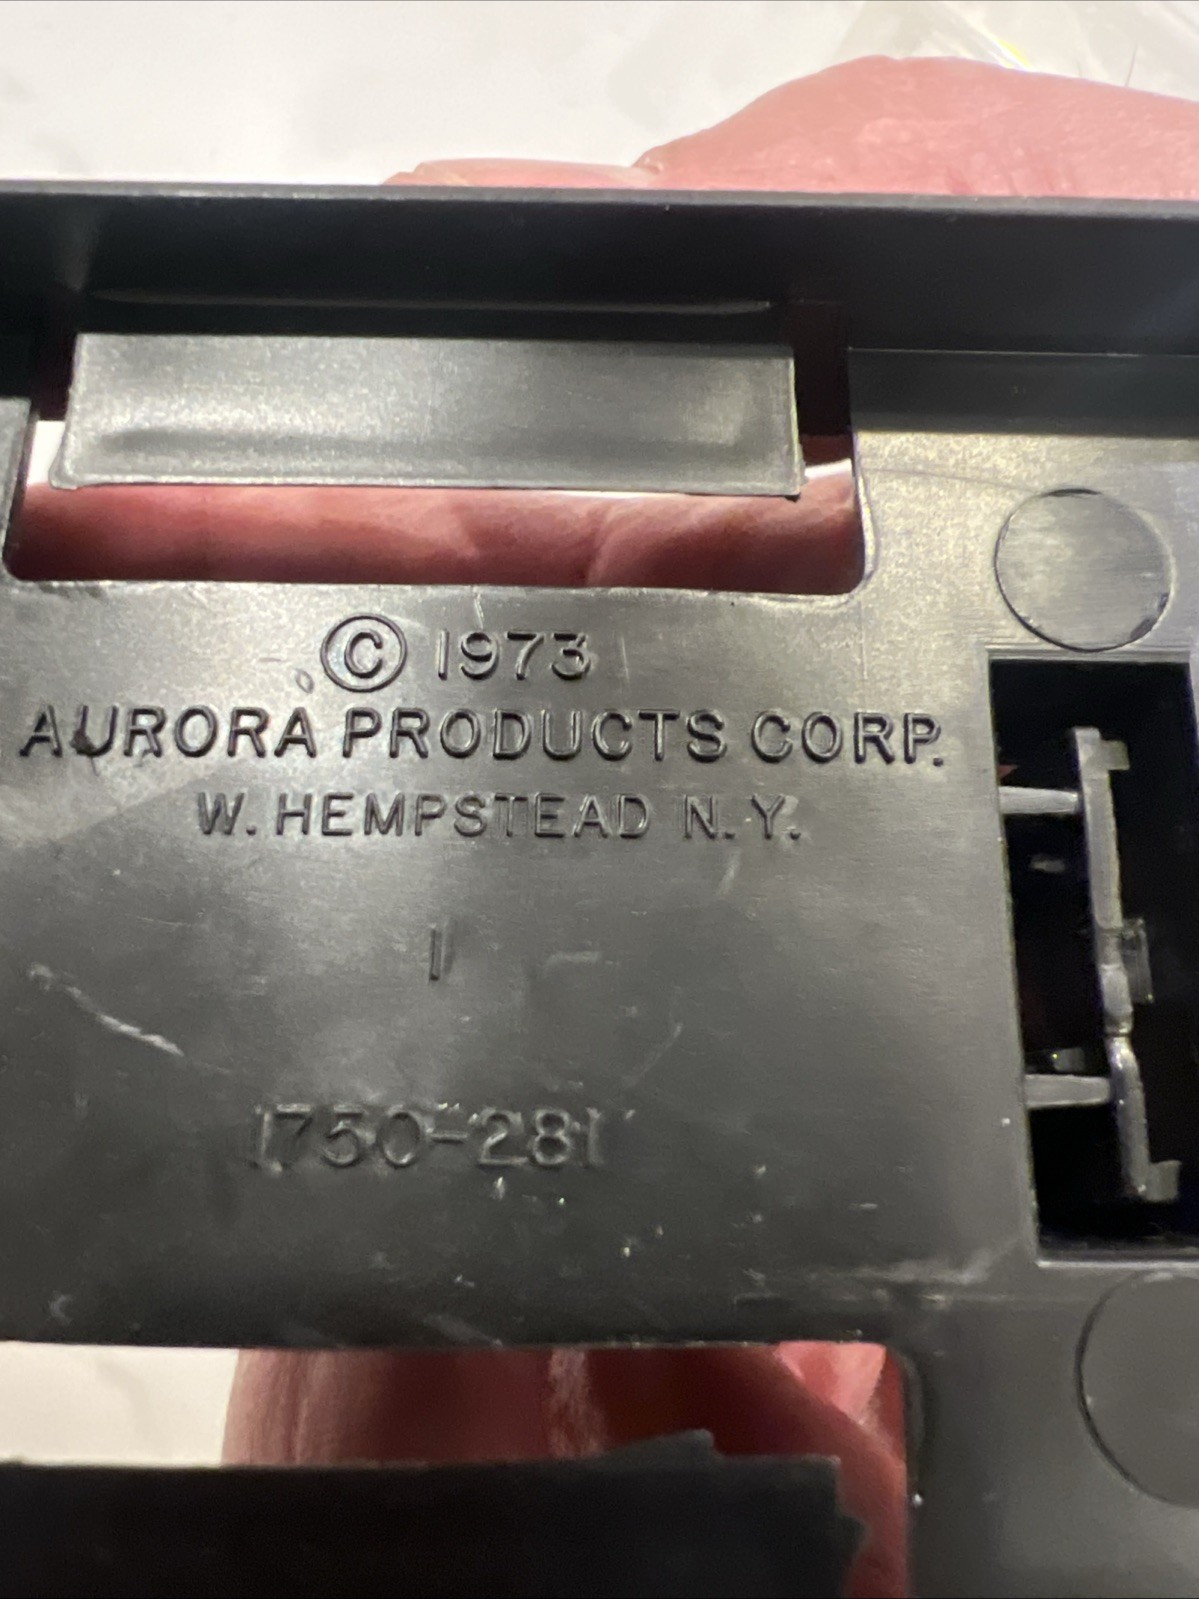 © 1973
AURORA PRODUCTS CORP.
W. HEMPSTEAD N. Y.
1
1750-281